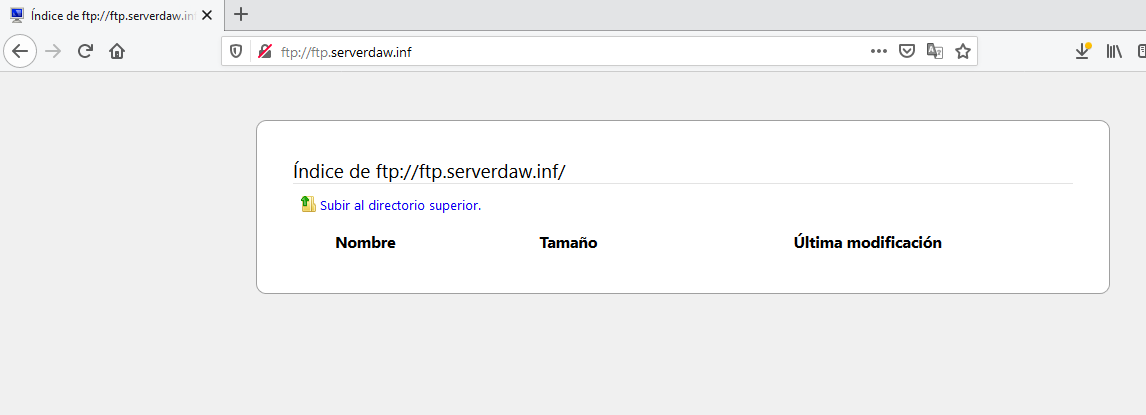 Índice de ftp://ftp.serverdaw.inf
ftp://ftp.serverdaw.inf
Índice de ftp://ftp.serverdaw.inf/
Subir al directorio superior.
Nombre Tamaño Última modificación